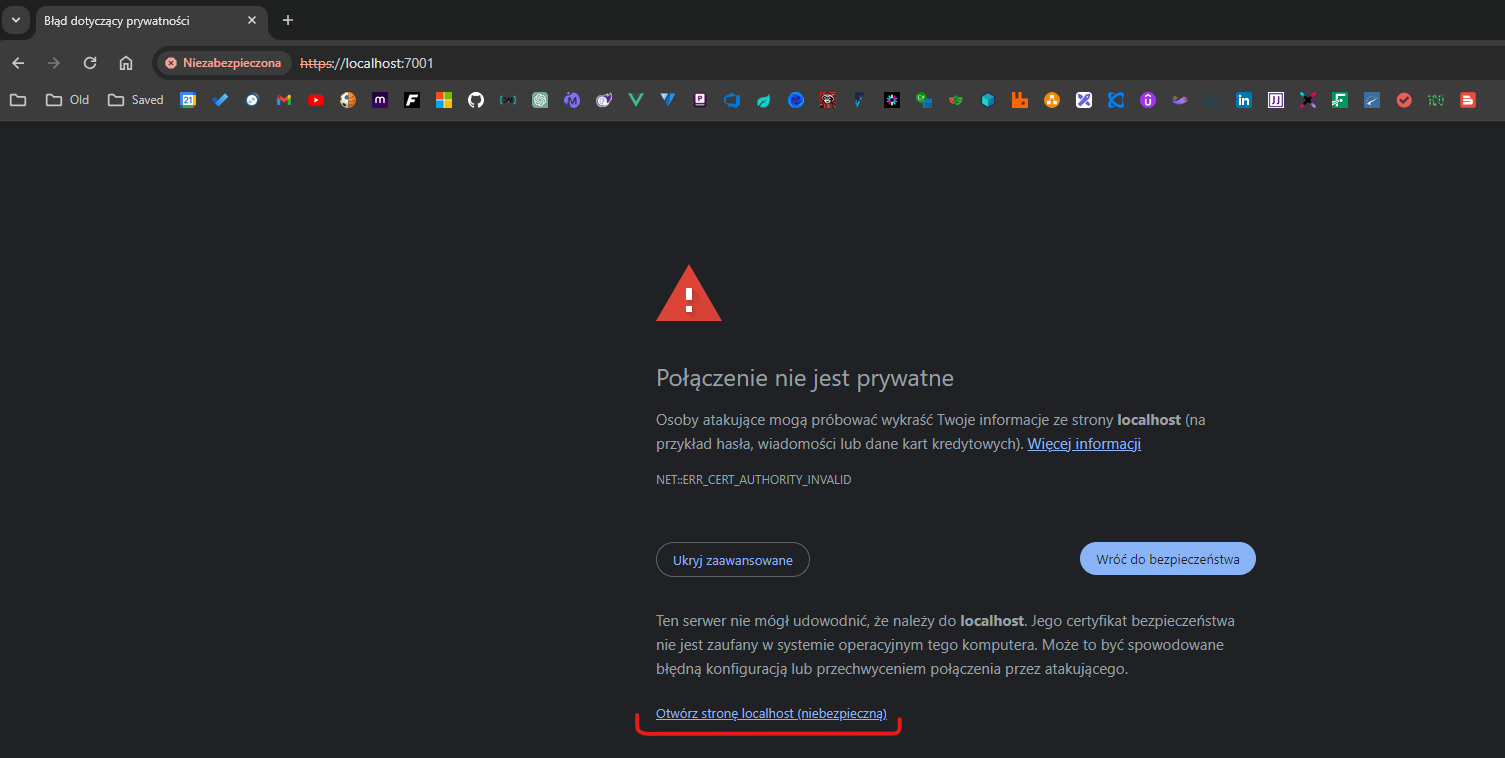 Błąd dotyczący prywatności
Niezabezpieczona https://localhost:7001
Old Saved
Połączenie nie jest prywatne
Osoby atakujące mogą próbować wykraść Twoje informacje ze strony localhost (na
przykład hasła, wiadomości lub dane kart kredytowych). Więcej informacji
NET::ERR_CERT_AUTHORITY_INVALID
Ukryj zaawansowane Wróć do bezpieczeństwa
Ten serwer nie mógł udowodnić, że należy do localhost. Jego certyfikat bezpieczeństwa
nie jest zaufany w systemie operacyjnym tego komputera. Może to być spowodowane
błędną konfiguracją lub przechwyceniem połączenia przez atakującego.
Otwórz stronę localhost (niebezpieczną)